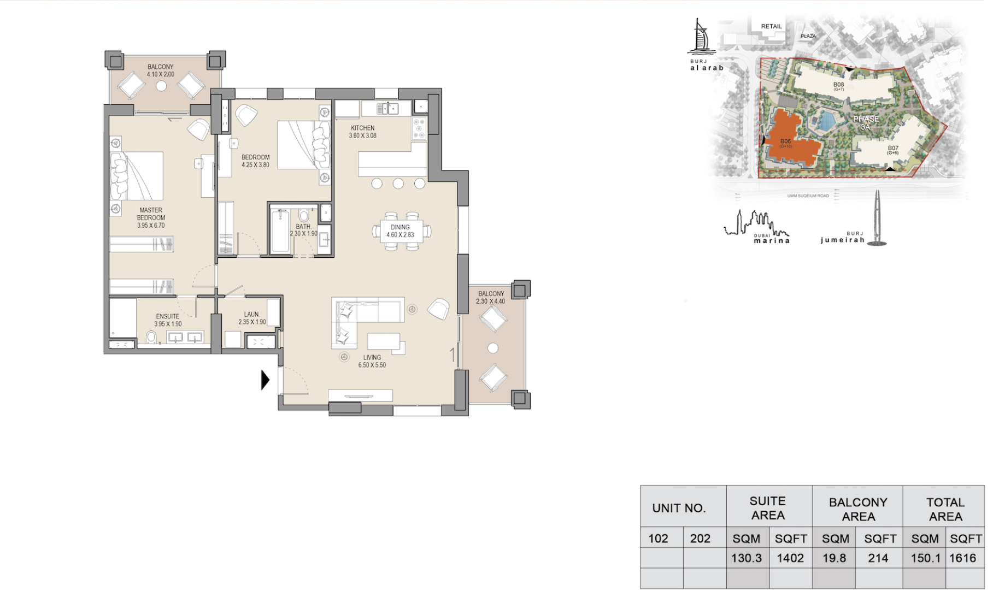 BALCONY
4.10 X 2.00
MASTER
BEDROOM
3.95 X 6.70
BEDROOM
4.25 X 3.80
KITCHEN
3.60 X 3.08
BATH.
2.30 X 1.90
DINING
4.60 X 2.83
ENSUITE
3.95 X 1.90
LAUN.
2.35 X 1.90
LIVING
6.50 X 5.50
BALCONY
2.30 X 4.40
RETAIL
PLAZA
BURJ
al arab
B08
(G+7)
PHASE
3A
B06
(G+10)
B07
(G+6)
UMM SUQEIUM ROAD
DUBAI
marina
BURJ
jumeirah
UNIT NO. SUITE AREA BALCONY AREA TOTAL AREA
102 202 SQM SQFT SQM SQFT SQM SQFT
130.3 1402 19.8 214 150.1 1616